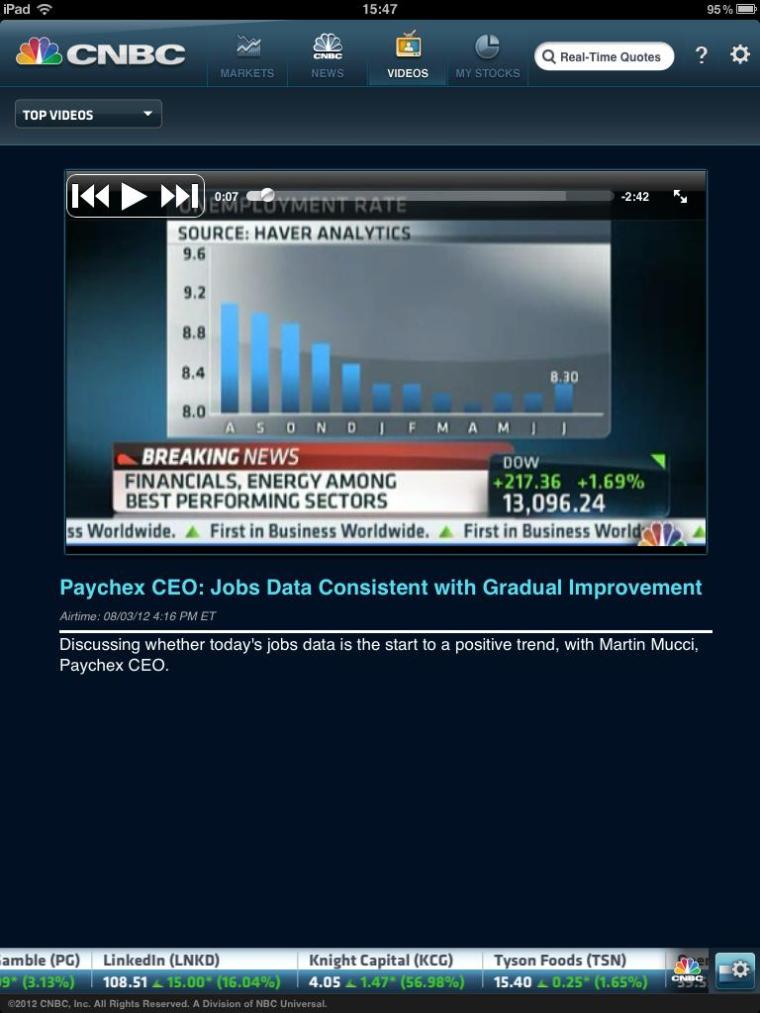 iPad 15:47 95%
CNBC
MARKETS
CNBC
NEWS
VIDEOS
MY STOCKS
Real-Time Quotes
?
TOP VIDEOS
0:07 -2:42
UNEMPLOYMENT RATE
SOURCE: HAVER ANALYTICS
9.6
9.2
8.8
8.4
8.30
8.0
A S O N D J F M A M J J
BREAKING NEWS
FINANCIALS, ENERGY AMONG
BEST PERFORMING SECTORS
DOW
+217.36 +1.69%
13,096.24
ss Worldwide. ▲ First in Business Worldwide. ▲ First in Business World
Paychex CEO: Jobs Data Consistent with Gradual Improvement
Airtime: 08/03/12 4:16 PM ET
Discussing whether today's jobs data is the start to a positive trend, with Martin Mucci,
Paychex CEO.
amble (PG) LinkedIn (LNKD) Knight Capital (KCG) Tyson Foods (TSN)
9* (3.13%) 108.51 15.00* (16.04%) 4.05 1.47* (56.98%) 15.40 0.25* (1.65%)
CNBC
©2012 CNBC, Inc. All Rights Reserved. A Division of NBC Universal.